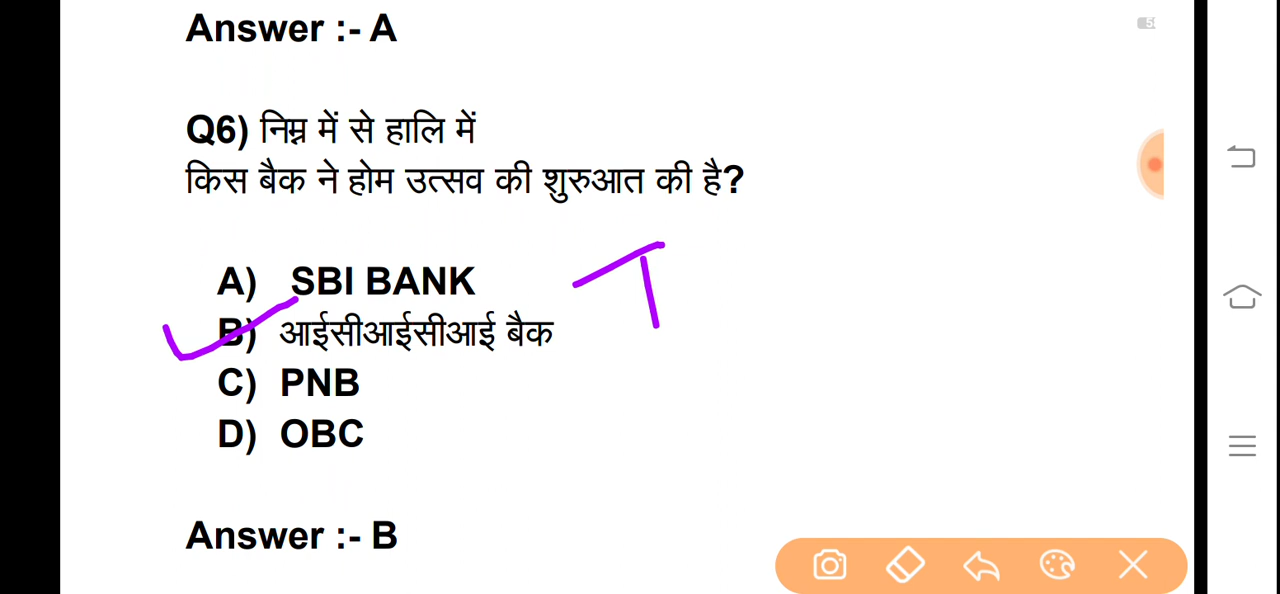 Answer :- A
Q6) निम्न में से हालि में
किस बैक ने होम उत्सव की शुरुआत की है?
A) SBI BANK
B) आईसीआईसीआई बैक
C) PNB
D) OBC
Answer :- B